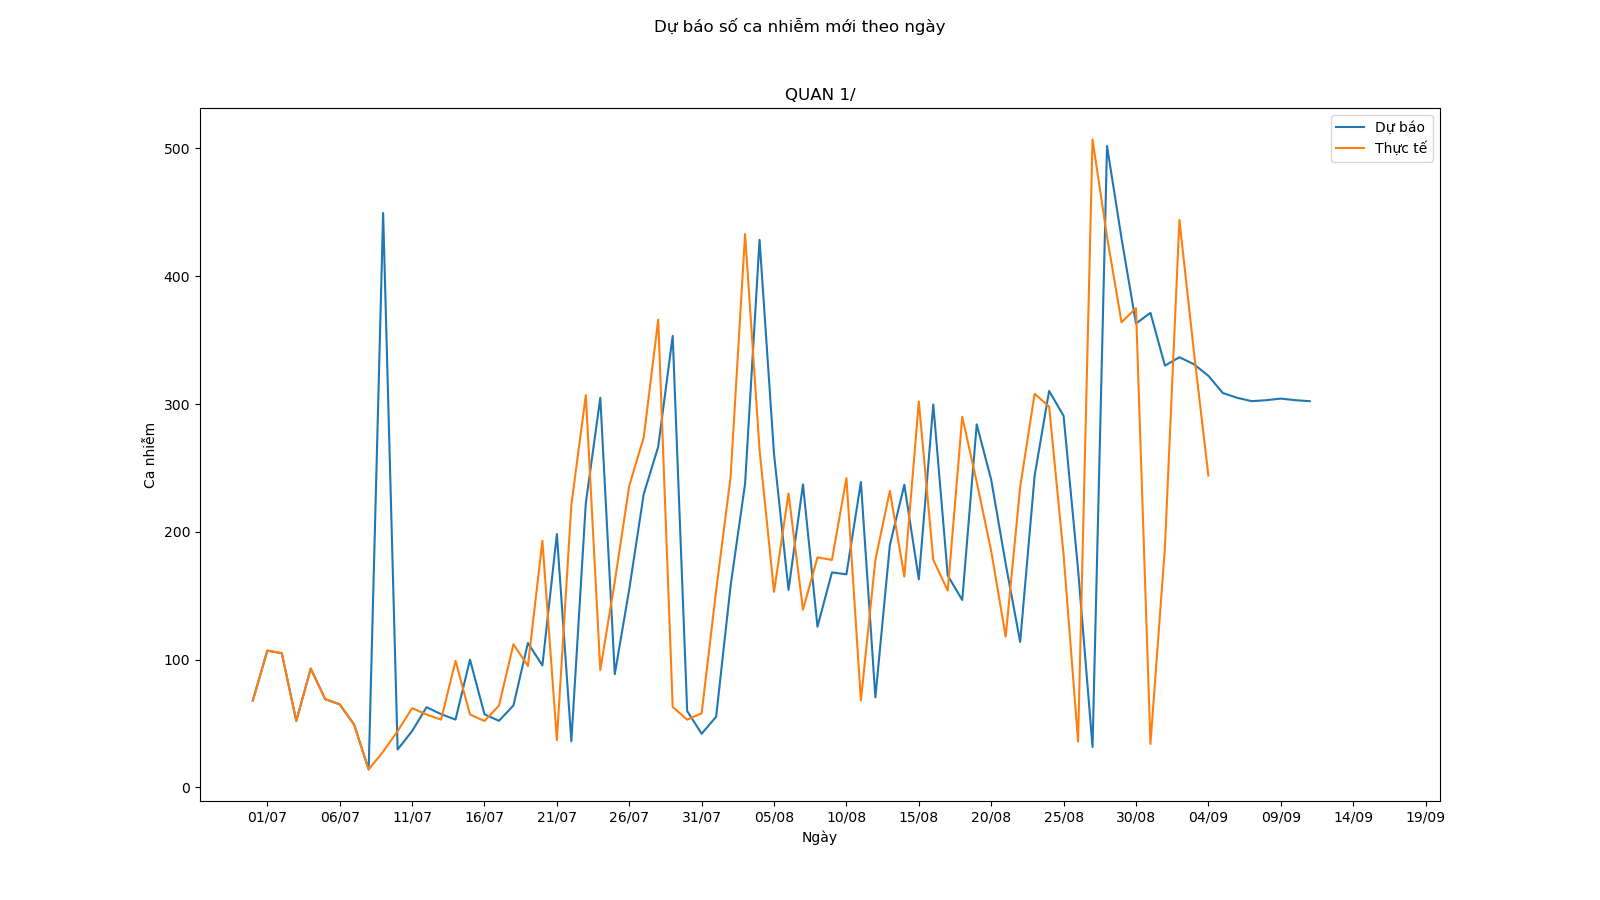 Dự báo số ca nhiễm mới theo ngày
QUAN 1/
Dự báo
Thực tế
500
400
300
200
100
0
Ca nhiễm
01/07 06/07 11/07 16/07 21/07 26/07 31/07 05/08 10/08 15/08 20/08 25/08 30/08 04/09 09/09 14/09 19/09
Ngày